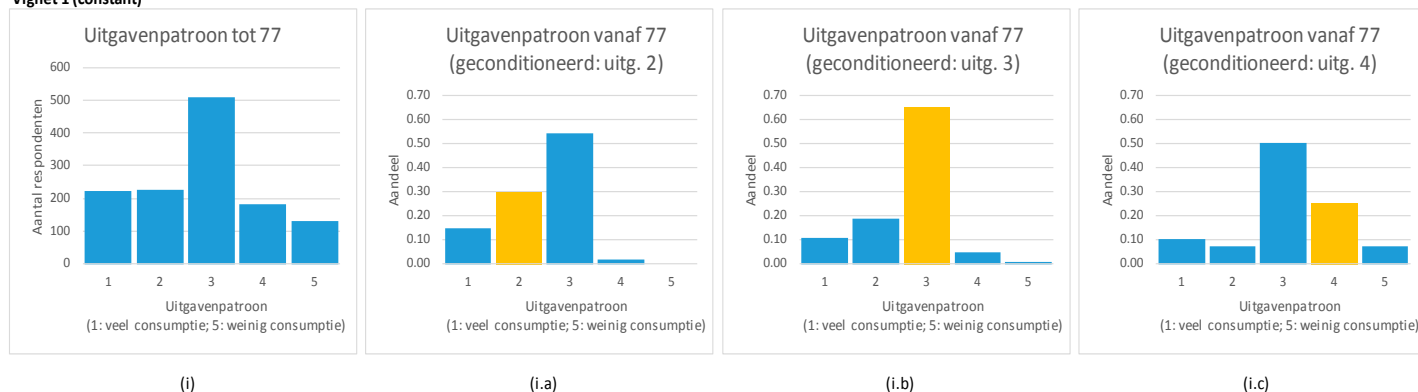 Vignet 1 (constant)
Uitgavenpatroon tot 77
600
500
400
300
200
100
0
Aantal respondenten
1 2 3 4 5
Uitgavenpatroon
(1: veel consumptie; 5: weinig consumptie)
(i)
Uitgavenpatroon vanaf 77
(geconditioneerd: uitg. 2)
0.70
0.60
0.50
0.40
0.30
0.20
0.10
0.00
Aandeel
1 2 3 4 5
Uitgavenpatroon
(1: veel consumptie; 5: weinig consumptie)
(i.a)
Uitgavenpatroon vanaf 77
(geconditioneerd: uitg. 3)
0.70
0.60
0.50
0.40
0.30
0.20
0.10
0.00
Aandeel
1 2 3 4 5
Uitgavenpatroon
(1: veel consumptie; 5: weinig consumptie)
(i.b)
Uitgavenpatroon vanaf 77
(geconditioneerd: uitg. 4)
0.70
0.60
0.50
0.40
0.30
0.20
0.10
0.00
Aandeel
1 2 3 4 5
Uitgavenpatroon
(1: veel consumptie; 5: weinig consumptie)
(i.c)